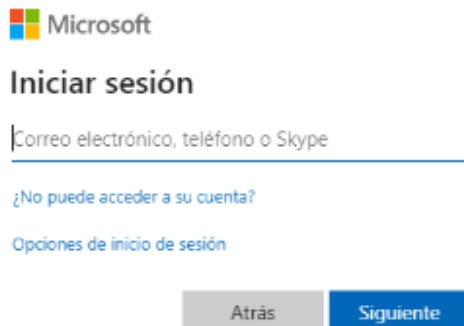 Microsoft
Iniciar sesión
Correo electrónico, teléfono o Skype
¿No puede acceder a su cuenta?
Opciones de inicio de sesión
Atrás Siguiente